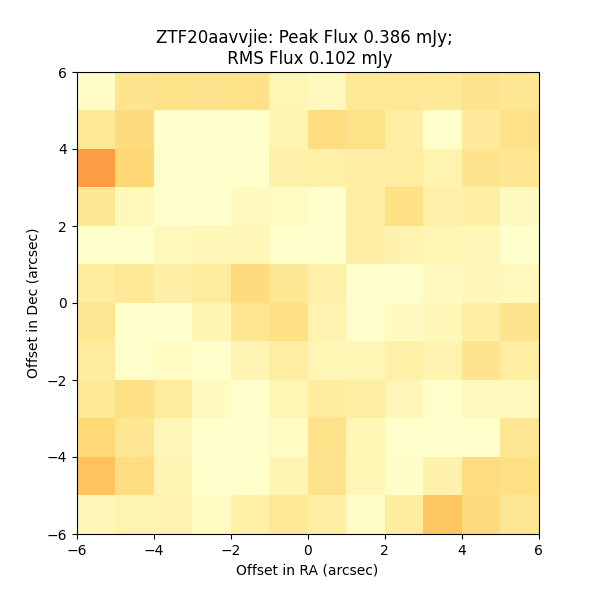 ZTF20aavvjie: Peak Flux 0.386 mJy;
RMS Flux 0.102 mJy
6
4
2
0
−2
−4
−6
Offset in Dec (arcsec)
−6 −4 −2 0 2 4 6
Offset in RA (arcsec)